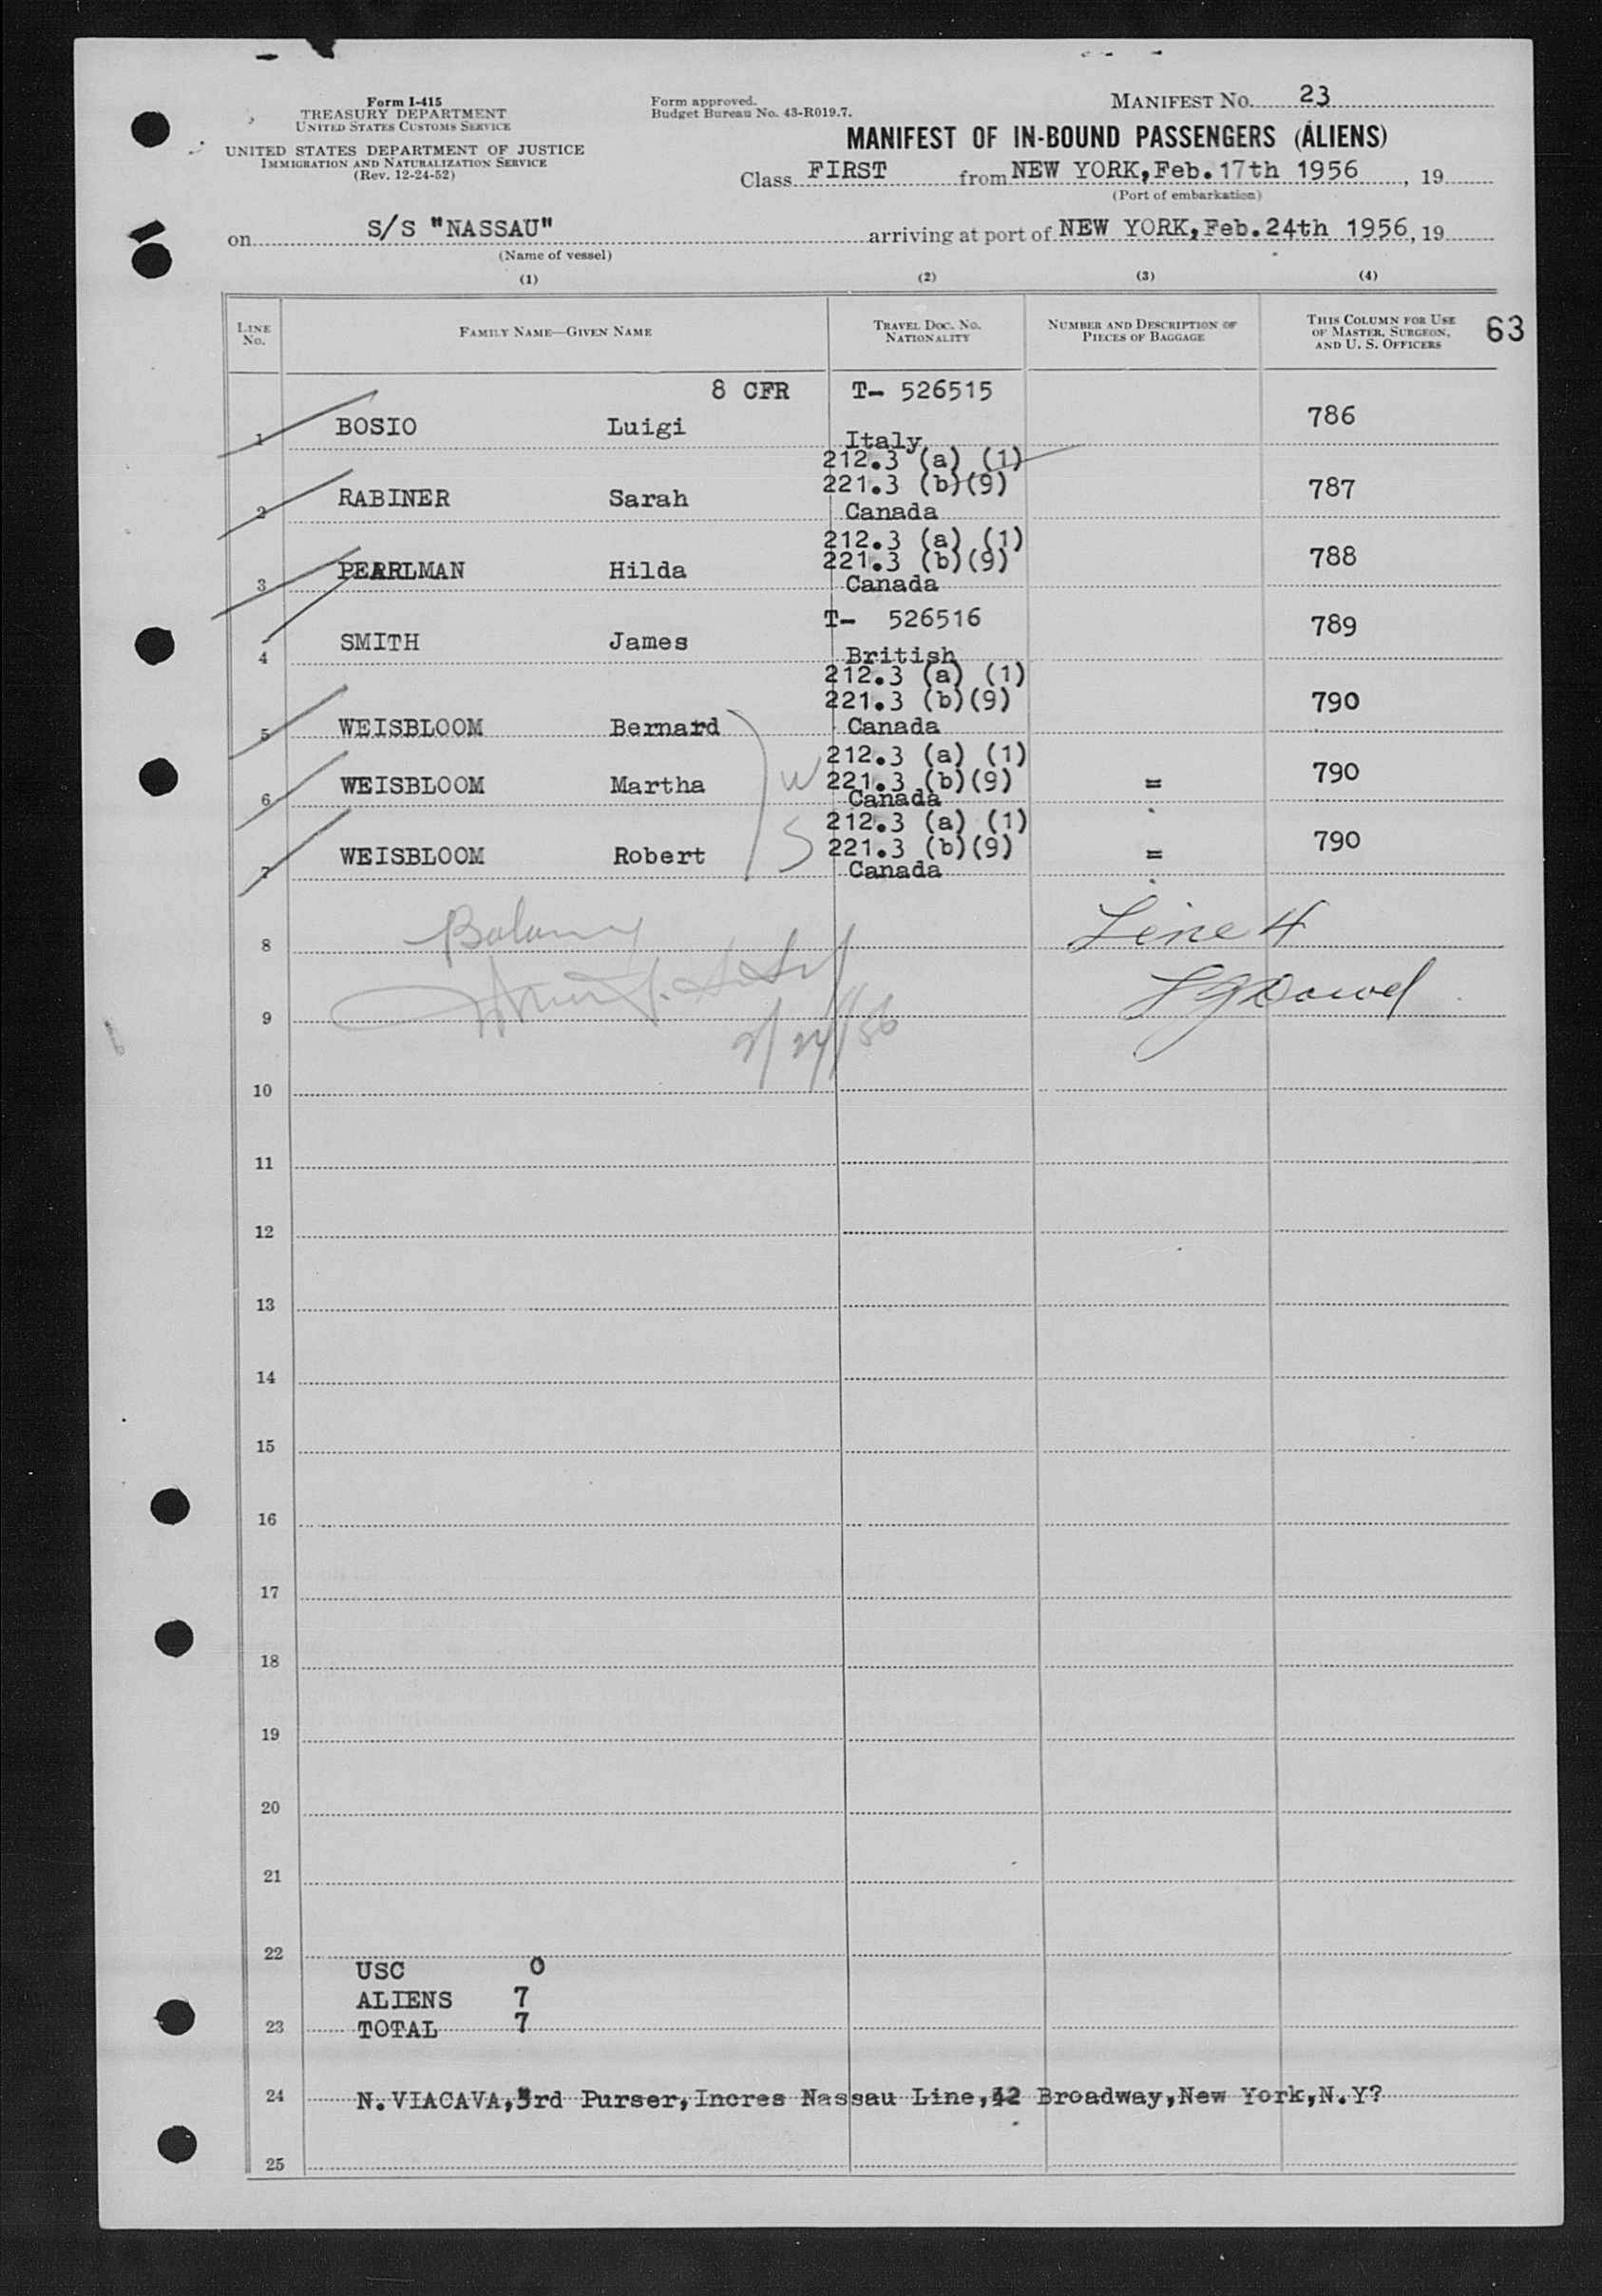 Form I-415
TREASURY DEPARTMENT
UNITED STATES CUSTOMS SERVICE
UNITED STATES DEPARTMENT OF JUSTICE
IMMIGRATION AND NATURALIZATION SERVICE
(Rev. 12-24-52)
Form approved.
Budget Bureau No. 43-R019.7.
MANIFEST NO. 23
MANIFEST OF IN-BOUND PASSENGERS (ALIENS)
Class FIRST from NEW YORK, Feb. 17th 1956, 19
(Port of embarkation)
on S/S "NASSAU" arriving at port of NEW YORK, Feb. 24th 1956, 19
(Name of vessel)
(1) (2) (3) (4)
LINE NO. FAMILY NAME—GIVEN NAME TRAVEL DOC. NO. NATIONALITY NUMBER AND DESCRIPTION OF PIECES OF BAGGAGE THIS COLUMN FOR USE OF MASTER, SURGEON, AND U. S. OFFICERS 63
8 CFR T- 526515
1 BOSIO Luigi Italy 786
212.3 (a) (1)
221.3 (b)(9)
2 RABINER Sarah Canada 787
212.3 (a) (1)
221.3 (b)(9)
3 PEARLMAN Hilda Canada 788
T- 526516
4 SMITH James British 789
212.3 (a) (1)
221.3 (b)(9)
5 WEISBLOOM Bernard Canada 790
212.3 (a) (1)
W 221.3 (b)(9)
6 WEISBLOOM Martha Canada = 790
212.3 (a) (1)
S 221.3 (b)(9)
7 WEISBLOOM Robert Canada = 790
8 Line 4
9
2/24/56
10
11
12
13
14
15
16
17
18
19
20
21
22
USC 0
ALIENS 7
23 TOTAL 7
24 N. VIACAVA, 3rd Purser, Incres Nassau Line, Broadway, New York, N.Y?
25